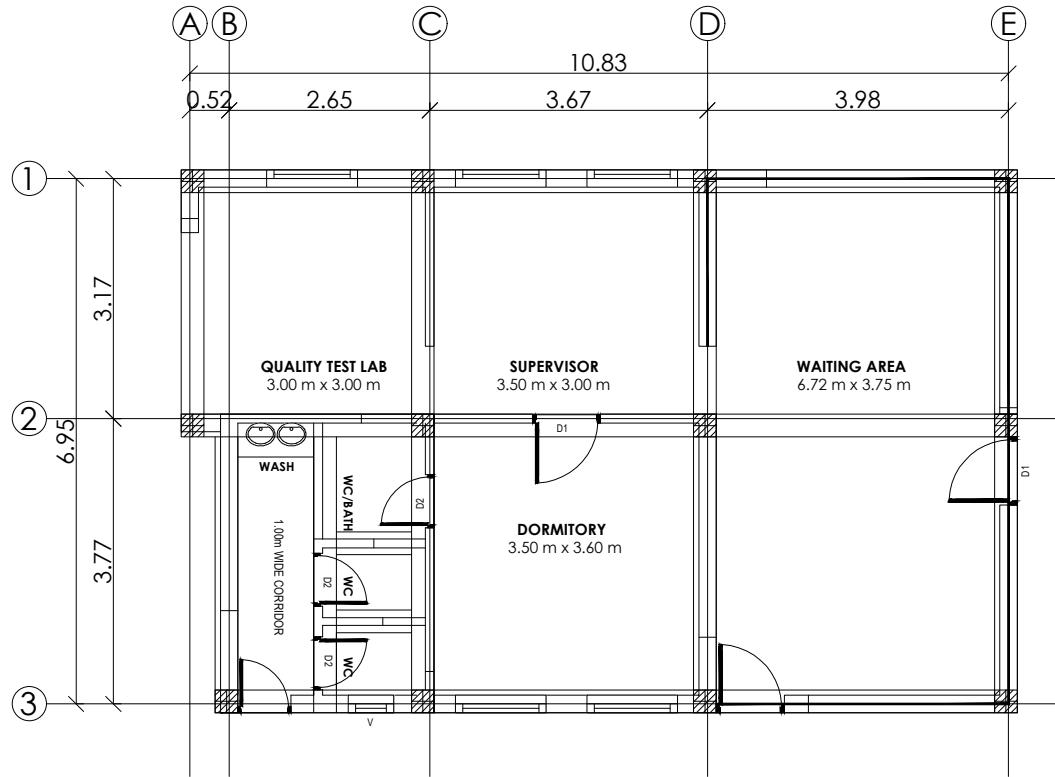 A
B
C
D
E
10.83
0.52
2.65
3.67
3.98
1
3.17
QUALITY TEST LAB
3.00 m x 3.00 m
SUPERVISOR
3.50 m x 3.00 m
WAITING AREA
6.72 m x 3.75 m
2
6.95
D1
WASH
D1
WC/BATH
D2
DORMITORY
3.50 m x 3.60 m
1.00m WIDE CORRIDOR
3.77
D2
WC
D2
WC
3
V